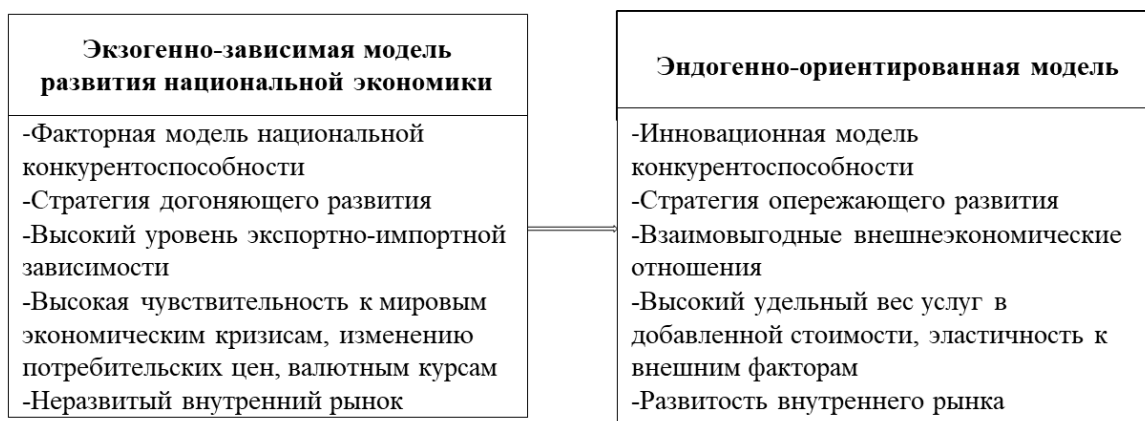 Экзогенно-зависимая модель
развития национальной экономики
-Факторная модель национальной
конкурентоспособности
-Стратегия догоняющего развития
-Высокий уровень экспортно-импортной
зависимости
-Высокая чувствительность к мировым
экономическим кризисам, изменению
потребительских цен, валютным курсам
-Неразвитый внутренний рынок
Эндогенно-ориентированная модель
-Инновационная модель
конкурентоспособности
-Стратегия опережающего развития
-Взаимовыгодные внешнеэкономические
отношения
-Высокий удельный вес услуг в
добавленной стоимости, эластичность к
внешним факторам
-Развитость внутреннего рынка